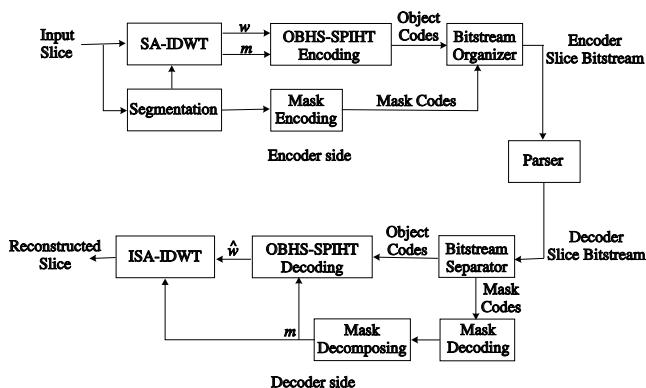 Input
Slice
SA-IDWT
w
m
OBHS-SPIHT
Encoding
Object
Codes
Bitstream
Organizer
Encoder
Slice Bitstream
Segmentation
Mask
Encoding
Mask Codes
Encoder side
Parser
Reconstructed
Slice
ISA-IDWT
ŵ
OBHS-SPIHT
Decoding
Object
Codes
Bitstream
Separator
Decoder
Slice Bitstream
Mask
Codes
m
Mask
Decomposing
Mask
Decoding
Decoder side